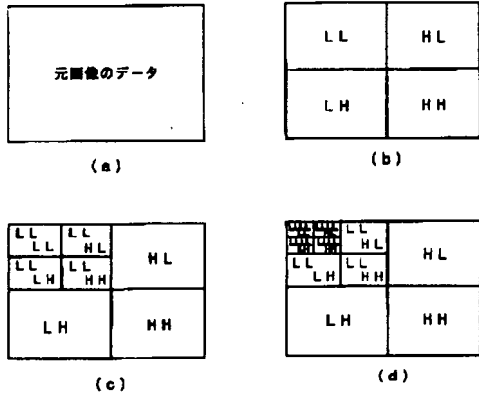 元画像のデータ
(a)
LL HL
LH HH
(b)
LL LL
LL HL
HL
LL LH
LL HH
LH HH
(c)
LL HL
HL
LL LH
LL HH
LH HH
(d)